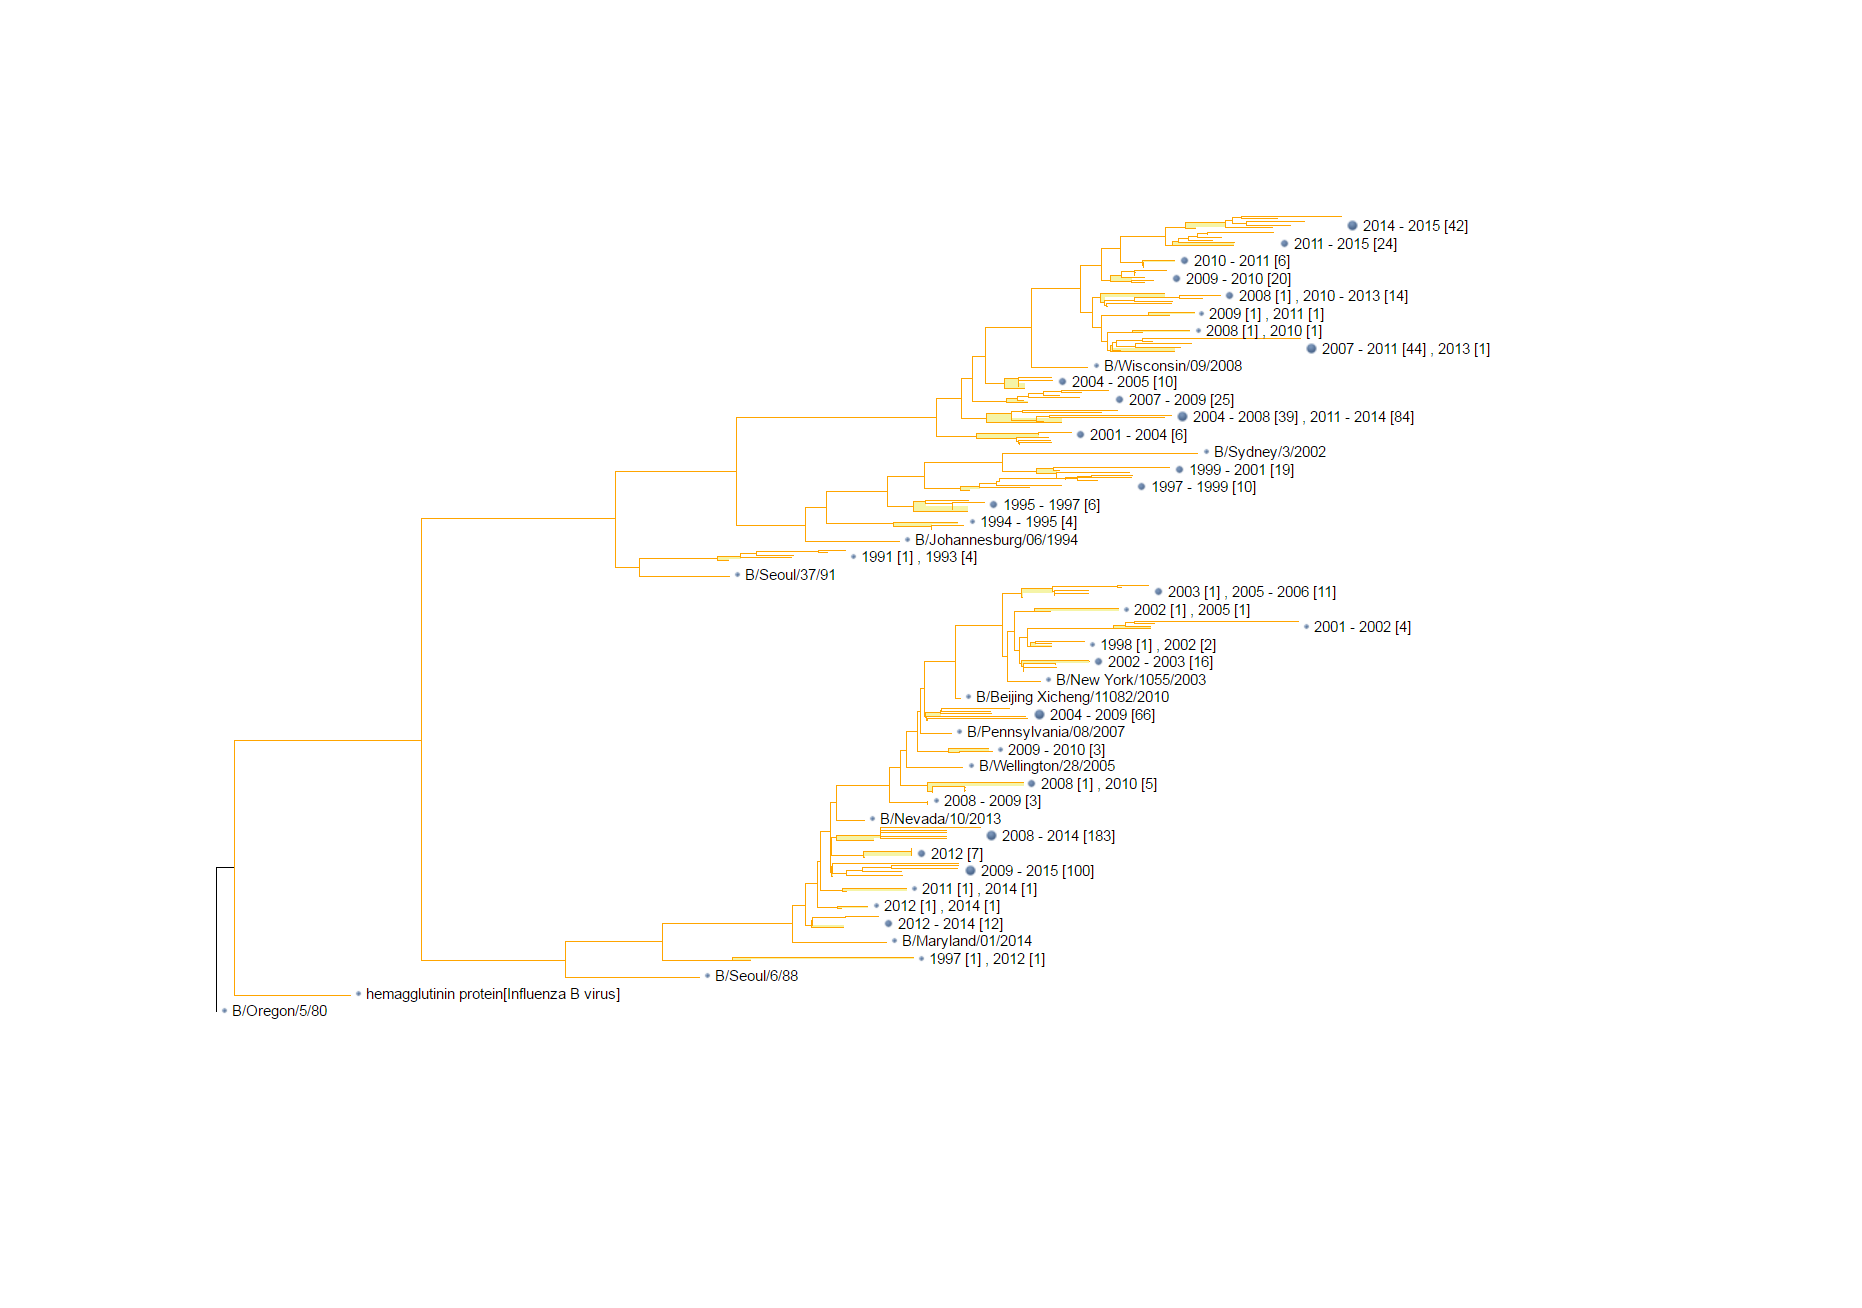 2014 - 2015 [42]
2011 - 2015 [24]
2010 - 2011 [6]
2009 - 2010 [20]
2008 [1] , 2010 - 2013 [14]
2009 [1] , 2011 [1]
2008 [1] , 2010 [1]
2007 - 2011 [44] , 2013 [1]
B/Wisconsin/09/2008
2004 - 2005 [10]
2007 - 2009 [25]
2004 - 2008 [39] , 2011 - 2014 [84]
2001 - 2004 [6]
B/Sydney/3/2002
1999 - 2001 [19]
1997 - 1999 [10]
1995 - 1997 [6]
1994 - 1995 [4]
B/Johannesburg/06/1994
1991 [1] , 1993 [4]
B/Seoul/37/91
2003 [1] , 2005 - 2006 [11]
2002 [1] , 2005 [1]
2001 - 2002 [4]
1998 [1] , 2002 [2]
2002 - 2003 [16]
B/New York/1055/2003
B/Beijing Xicheng/11082/2010
2004 - 2009 [66]
B/Pennsylvania/08/2007
2009 - 2010 [3]
B/Wellington/28/2005
2008 [1] , 2010 [5]
2008 - 2009 [3]
B/Nevada/10/2013
2008 - 2014 [183]
2012 [7]
2009 - 2015 [100]
2011 [1] , 2014 [1]
2012 [1] , 2014 [1]
2012 - 2014 [12]
B/Maryland/01/2014
1997 [1] , 2012 [1]
B/Seoul/6/88
hemagglutinin protein[Influenza B virus]
B/Oregon/5/80